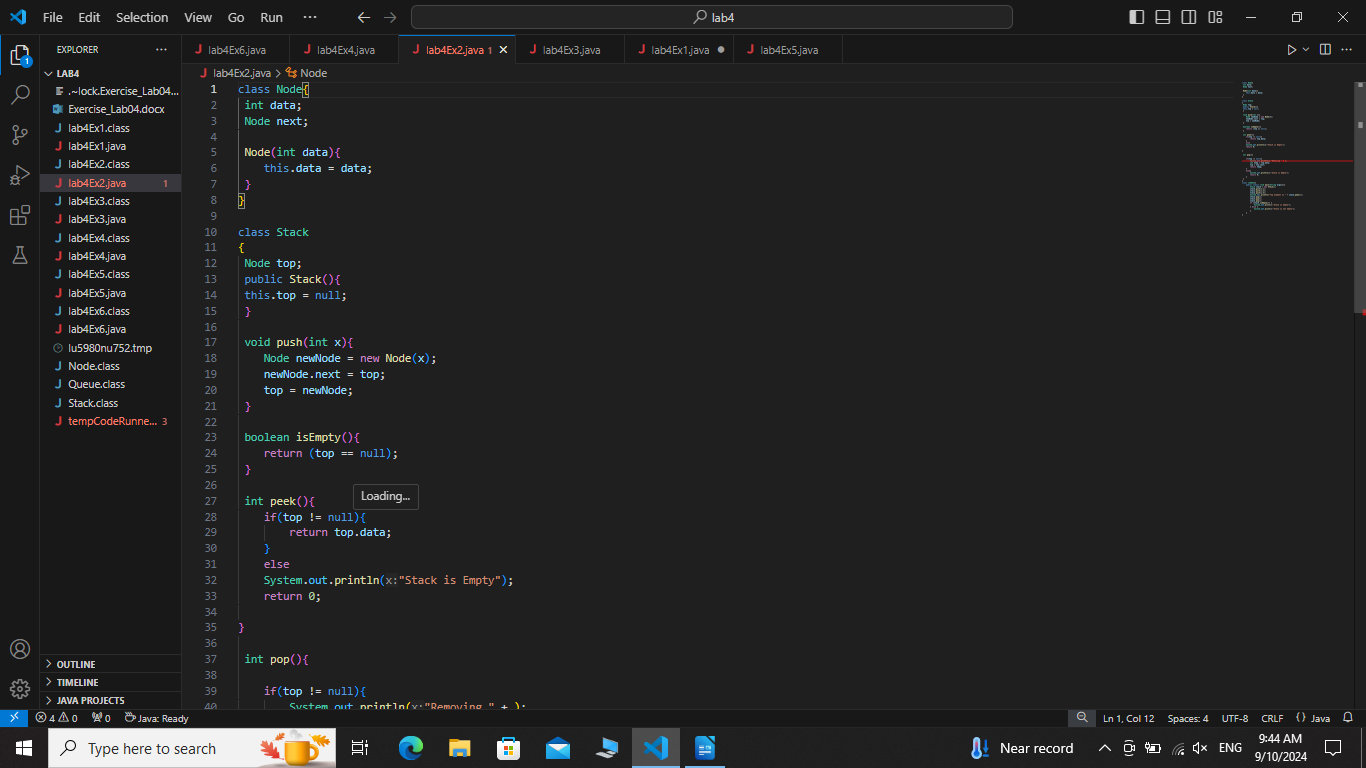 File Edit Selection View Go Run ··· lab4
EXPLORER ···
lab4Ex6.java lab4Ex4.java lab4Ex2.java 1 lab4Ex3.java lab4Ex1.java lab4Ex5.java
LAB4
.~lock.Exercise_Lab04...
Exercise_Lab04.docx
lab4Ex1.class
lab4Ex1.java
lab4Ex2.class
lab4Ex2.java 1
lab4Ex3.class
lab4Ex3.java
lab4Ex4.class
lab4Ex4.java
lab4Ex5.class
lab4Ex5.java
lab4Ex6.class
lab4Ex6.java
lu5980nu752.tmp
Node.class
Queue.class
Stack.class
tempCodeRunne... 3
OUTLINE
TIMELINE
JAVA PROJECTS
lab4Ex2.java > Node
1 class Node{
2 int data;
3 Node next;
4
5 Node(int data){
6 this.data = data;
7 }
8 }
9
10 class Stack
11 {
12 Node top;
13 public Stack(){
14 this.top = null;
15 }
16
17 void push(int x){
18 Node newNode = new Node(x);
19 newNode.next = top;
20 top = newNode;
21 }
22
23 boolean isEmpty(){
24 return (top == null);
25 }
26
27 int peek(){
Loading...
28 if(top != null){
29 return top.data;
30 }
31 else
32 System.out.println(x:"Stack is Empty");
33 return 0;
34
35 }
36
37 int pop(){
38
39 if(top != null){
40 System.out.println(x:"Removing " + );
4 0 0 Java: Ready Ln 1, Col 12 Spaces: 4 UTF-8 CRLF {} Java
Type here to search Near record ENG 9:44 AM
9/10/2024